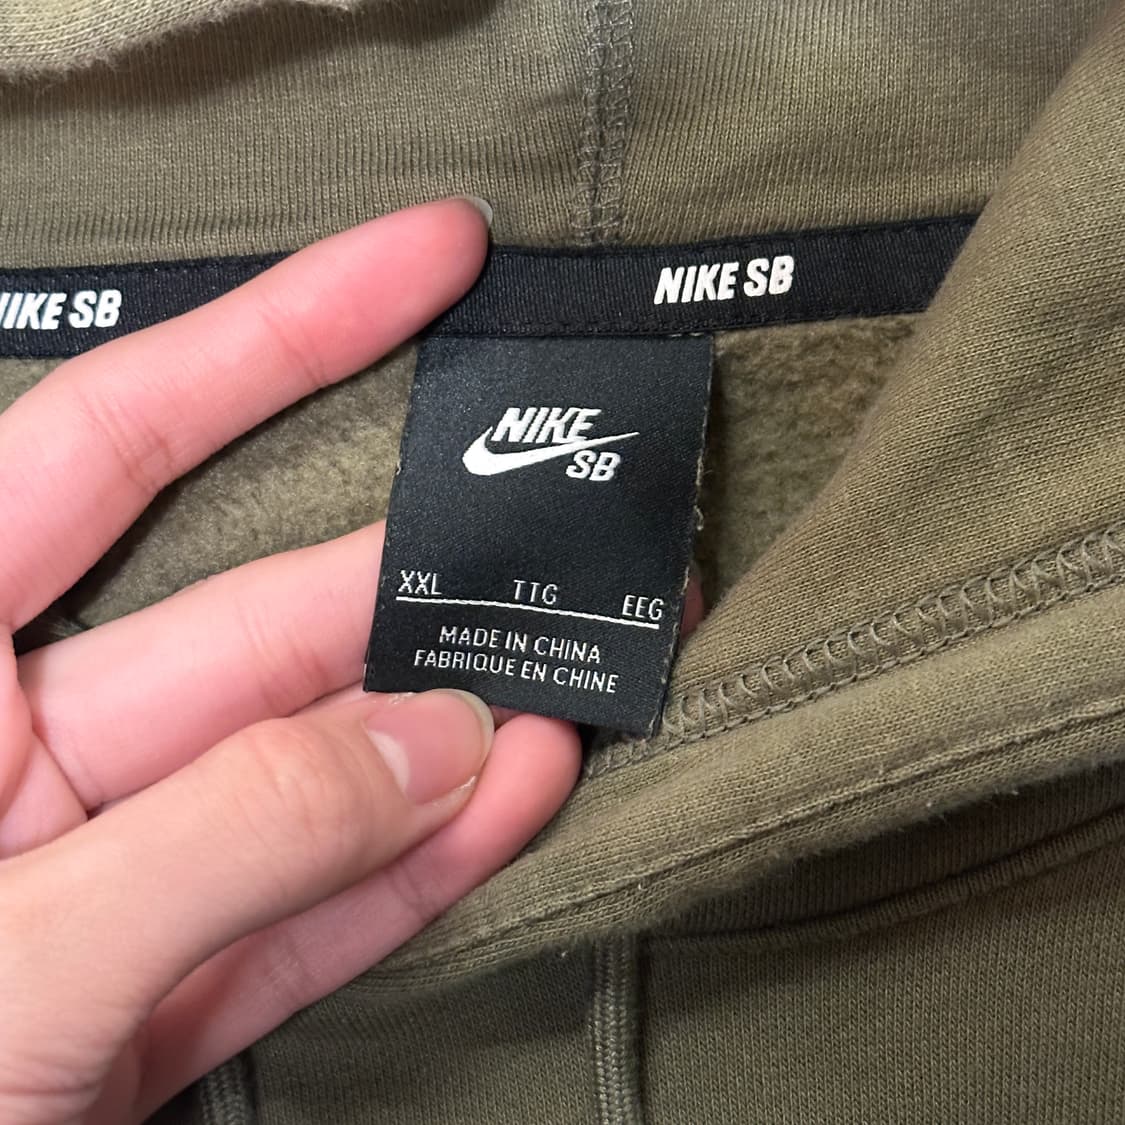 NIKE SB
NIKE SB
NIKE
SB
XXL TTG EEG
MADE IN CHINA
FABRIQUE EN CHINE